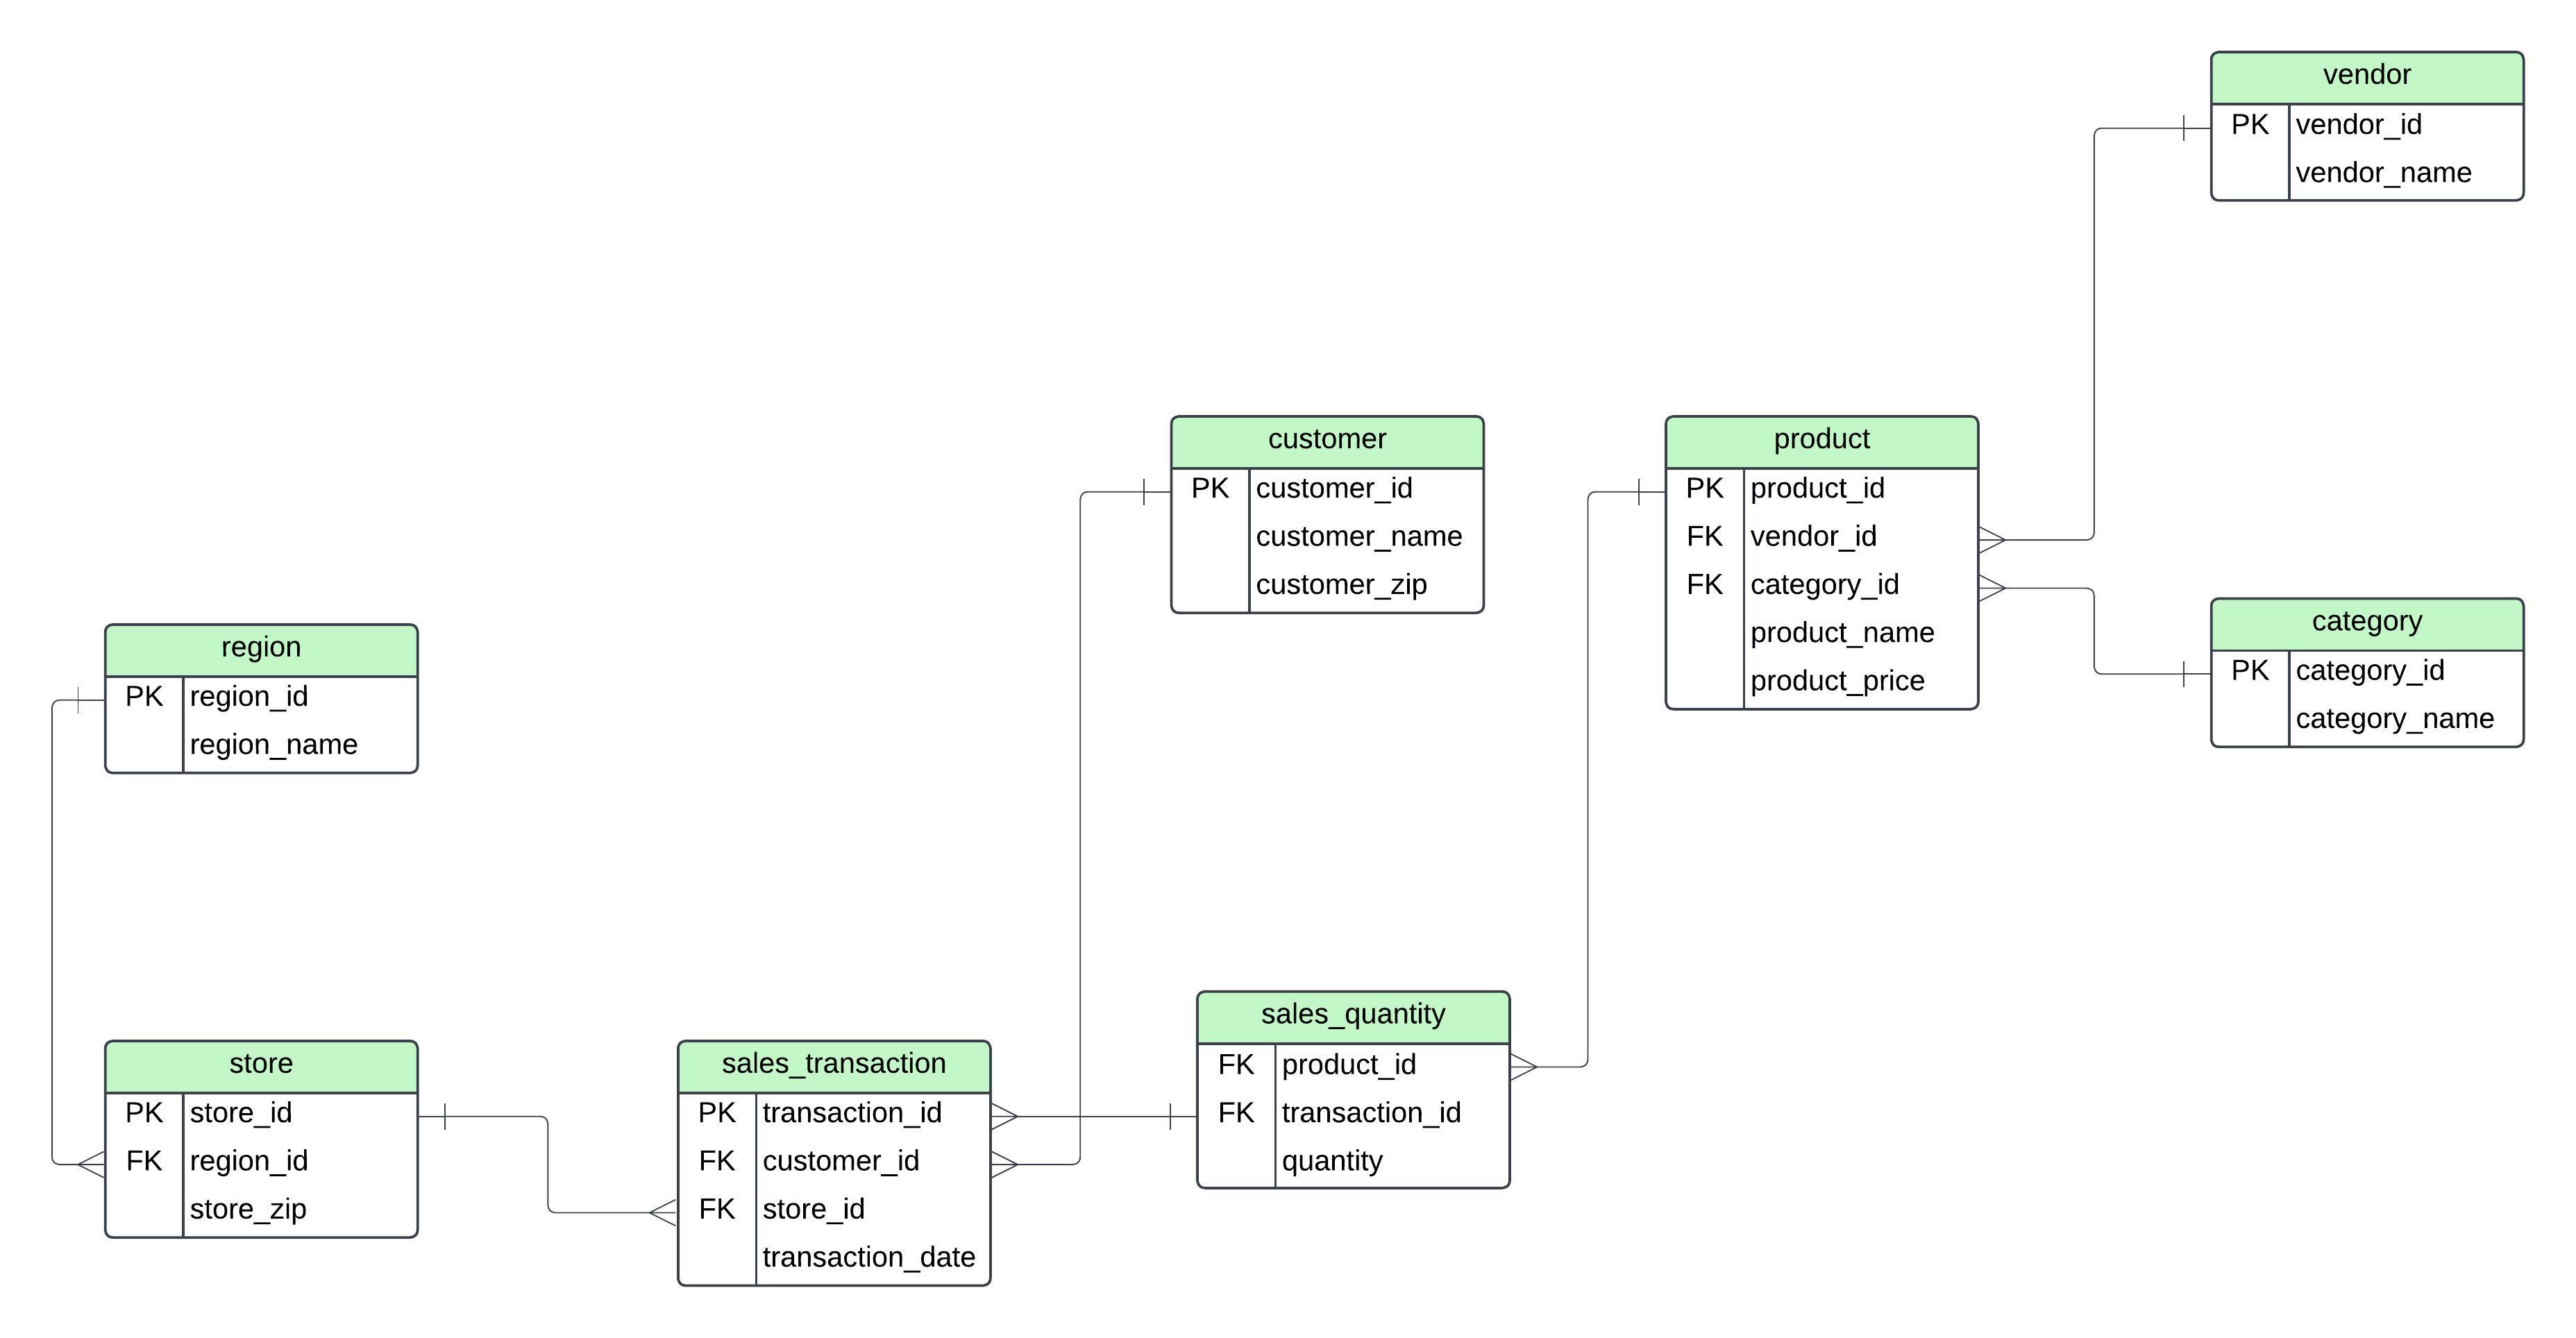 vendor
PK vendor_id
vendor_name
customer
PK customer_id
customer_name
customer_zip
product
PK product_id
FK vendor_id
FK category_id
product_name
product_price
category
PK category_id
category_name
region
PK region_id
region_name
store
PK store_id
FK region_id
store_zip
sales_transaction
PK transaction_id
FK customer_id
FK store_id
transaction_date
sales_quantity
FK product_id
FK transaction_id
quantity